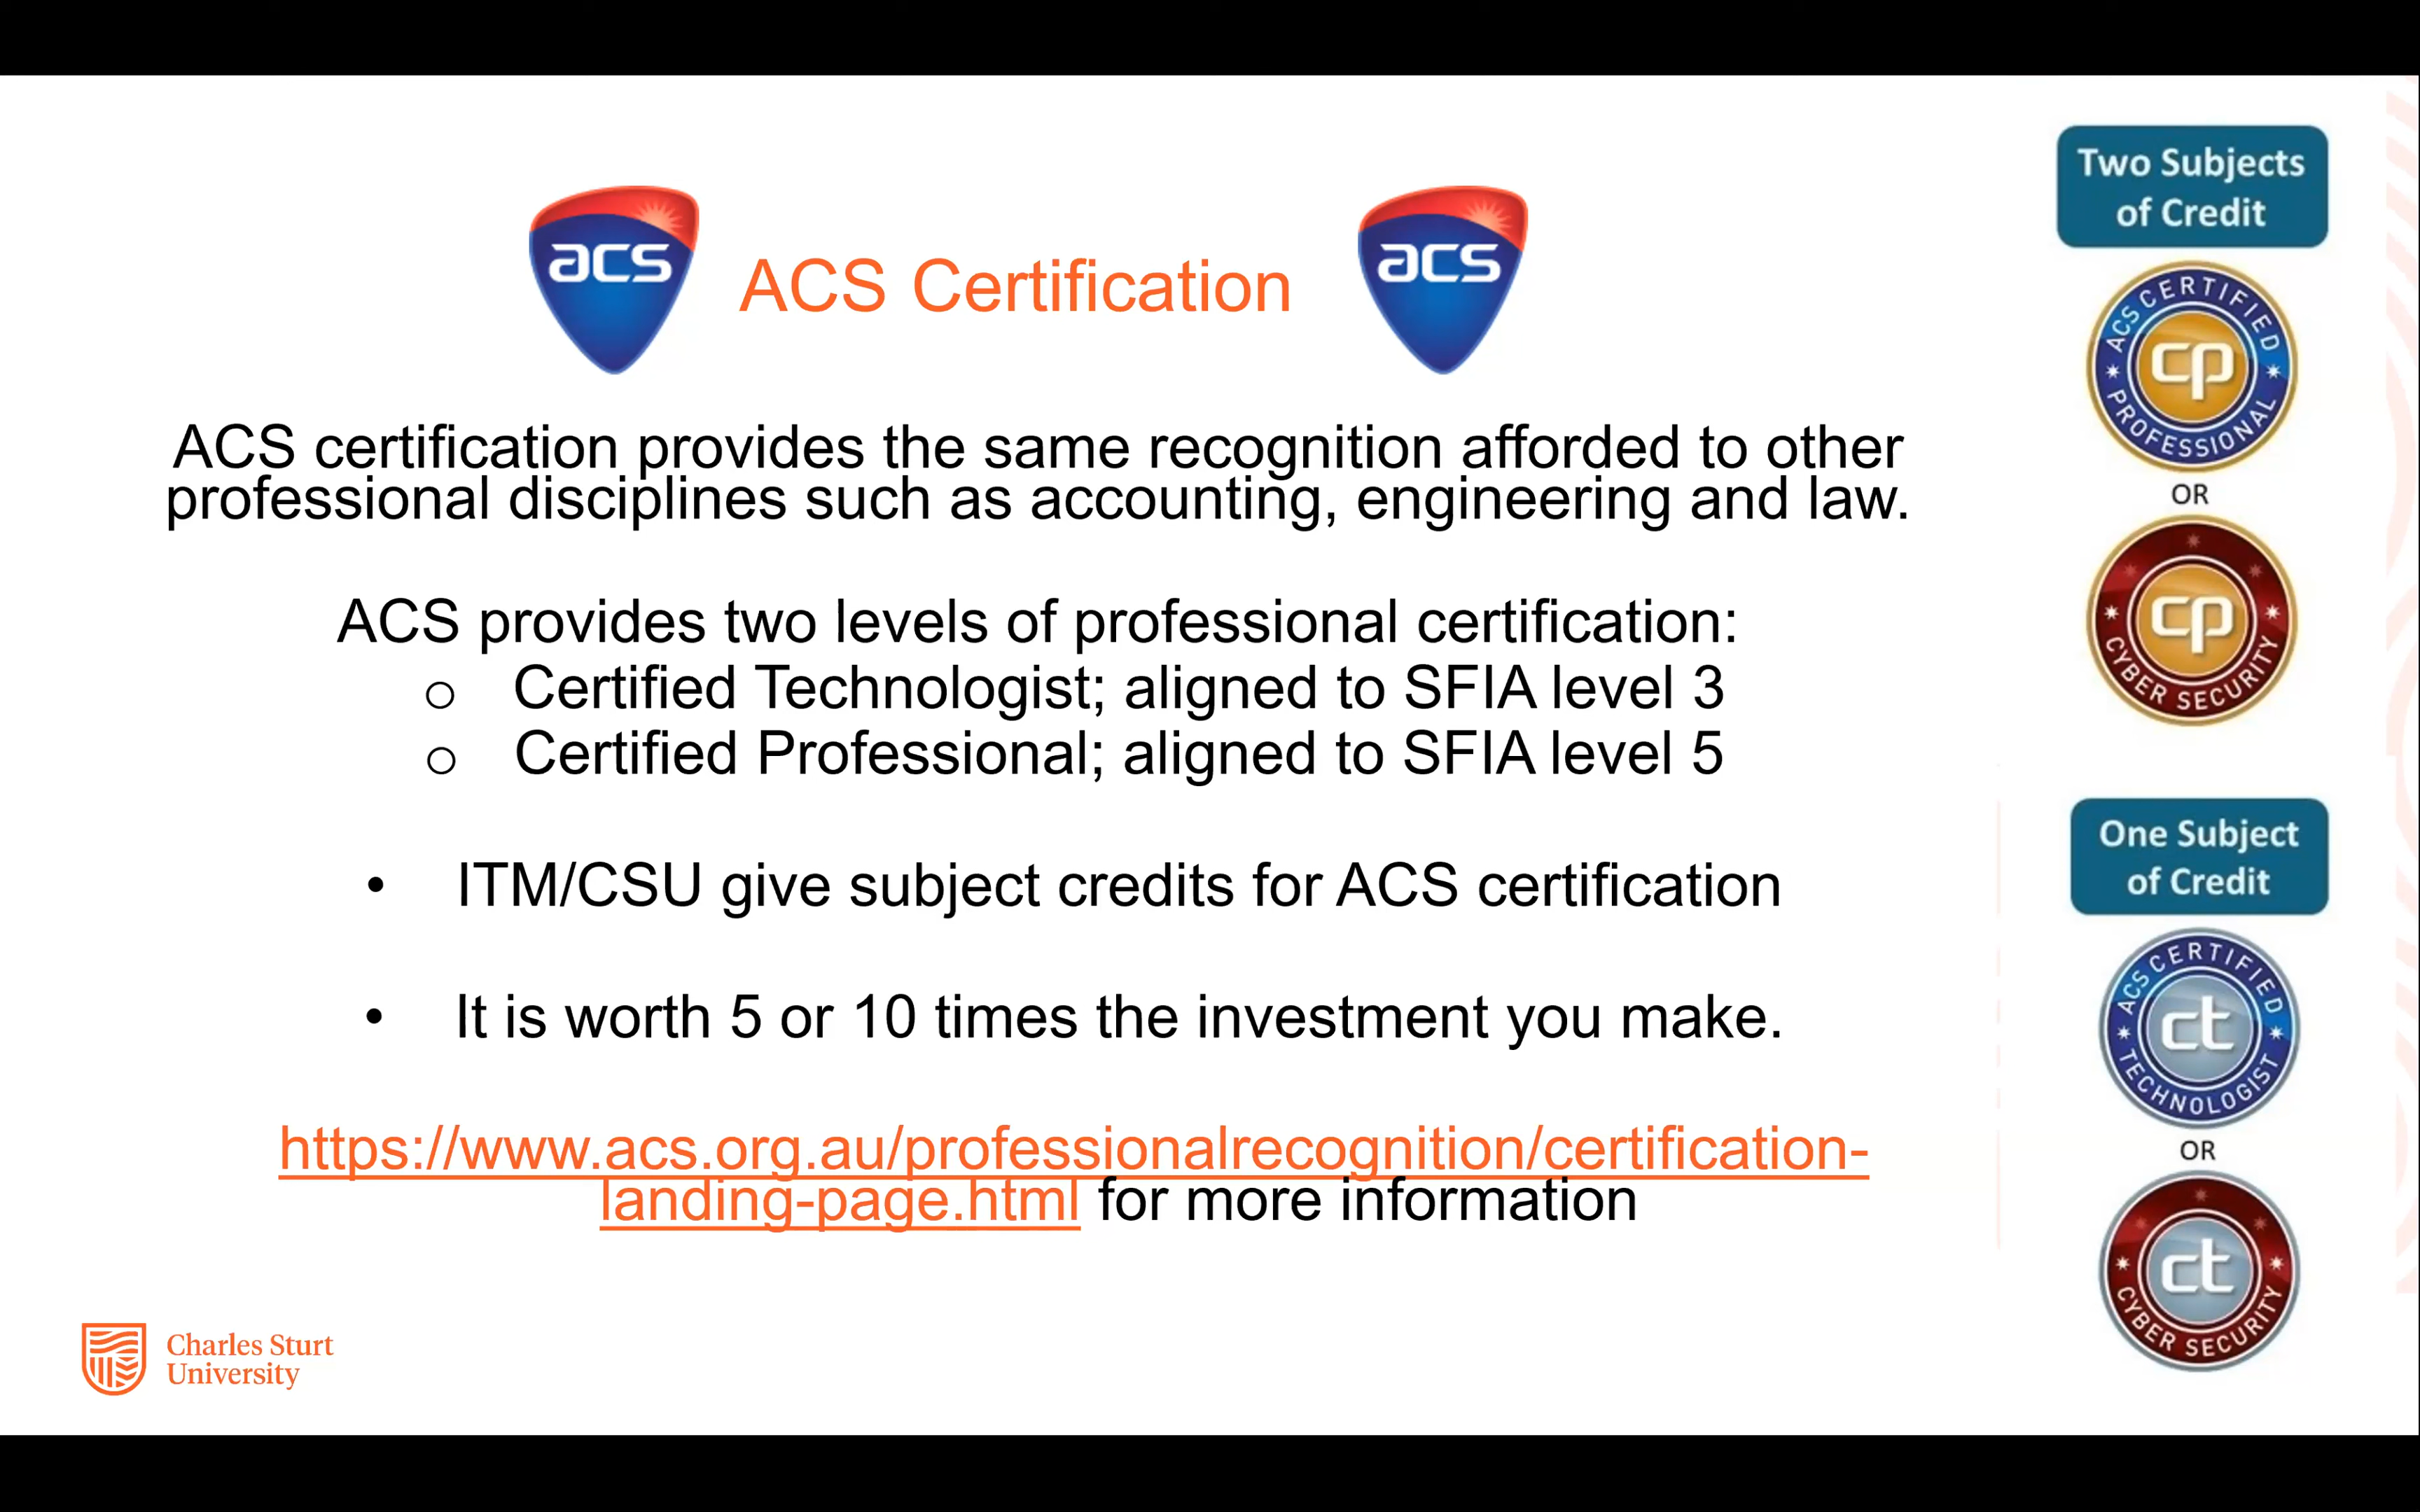 acs
ACS Certification
acs
ACS certification provides the same recognition afforded to other
professional disciplines such as accounting, engineering and law.
ACS provides two levels of professional certification:
o Certified Technologist; aligned to SFIA level 3
o Certified Professional; aligned to SFIA level 5
• ITM/CSU give subject credits for ACS certification
• It is worth 5 or 10 times the investment you make.
https://www.acs.org.au/professionalrecognition/certification-
landing-page.html for more information
Two Subjects
of Credit
ACS CERTIFIED
cp
PROFESSIONAL
OR
cp
CYBER SECURITY
One Subject
of Credit
ACS CERTIFIED
ct
TECHNOLOGIST
OR
ct
CYBER SECURITY
Charles Sturt
University